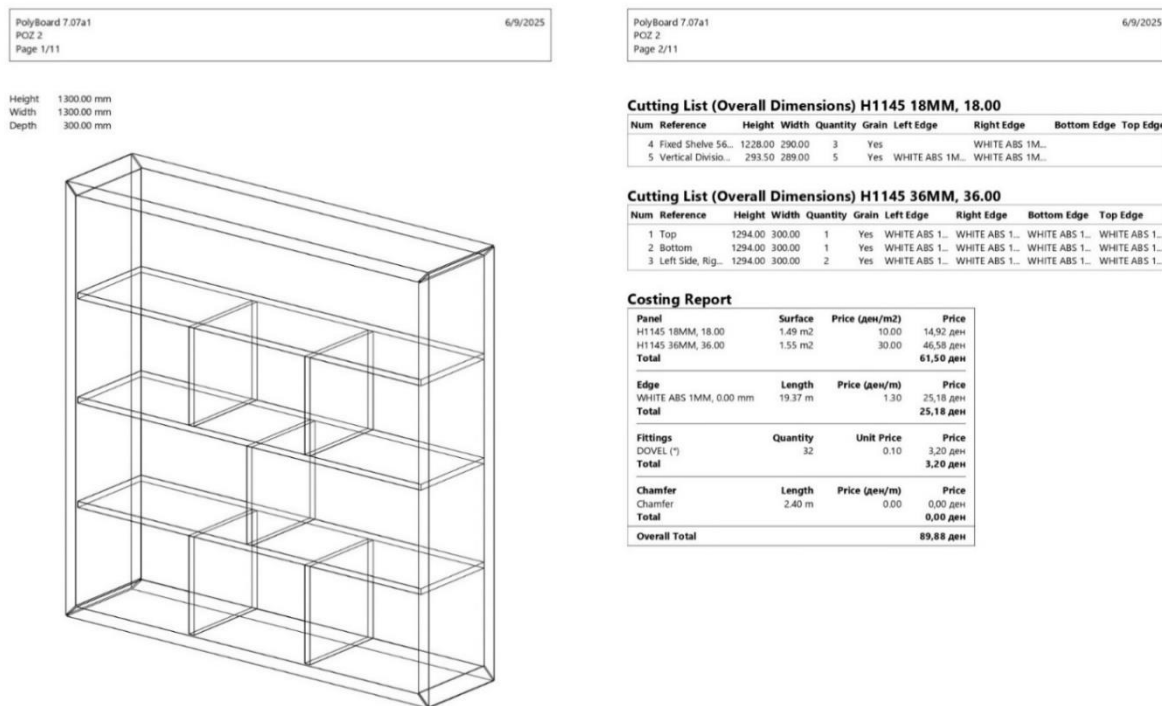 PolyBoard 7.07a1 6/9/2025
POZ 2
Page 1/11
Height 1300.00 mm
Width 1300.00 mm
Depth 300.00 mm
PolyBoard 7.07a1 6/9/2025
POZ 2
Page 2/11
Cutting List (Overall Dimensions) H1145 18MM, 18.00
Num Reference Height Width Quantity Grain Left Edge Right Edge Bottom Edge Top Edge
4 Fixed Shelve 56... 1228.00 290.00 3 Yes WHITE ABS 1M...
5 Vertical Divisio... 293.50 289.00 5 Yes WHITE ABS 1M... WHITE ABS 1M...
Cutting List (Overall Dimensions) H1145 36MM, 36.00
Num Reference Height Width Quantity Grain Left Edge Right Edge Bottom Edge Top Edge
1 Top 1294.00 300.00 1 Yes WHITE ABS 1... WHITE ABS 1... WHITE ABS 1... WHITE ABS 1...
2 Bottom 1294.00 300.00 1 Yes WHITE ABS 1... WHITE ABS 1... WHITE ABS 1... WHITE ABS 1...
3 Left Side, Rig... 1294.00 300.00 2 Yes WHITE ABS 1... WHITE ABS 1... WHITE ABS 1... WHITE ABS 1...
Costing Report
Panel Surface Price (ден/m2) Price
H1145 18MM, 18.00 1.49 m2 10.00 14,92 ден
H1145 36MM, 36.00 1.55 m2 30.00 46,58 ден
Total 61,50 ден
Edge Length Price (ден/m) Price
WHITE ABS 1MM, 0.00 mm 19.37 m 1.30 25,18 ден
Total 25,18 ден
Fittings Quantity Unit Price Price
DOVEL (*) 32 0.10 3,20 ден
Total 3,20 ден
Chamfer Length Price (ден/m) Price
Chamfer 2.40 m 0.00 0,00 ден
Total 0,00 ден
Overall Total 89,88 ден